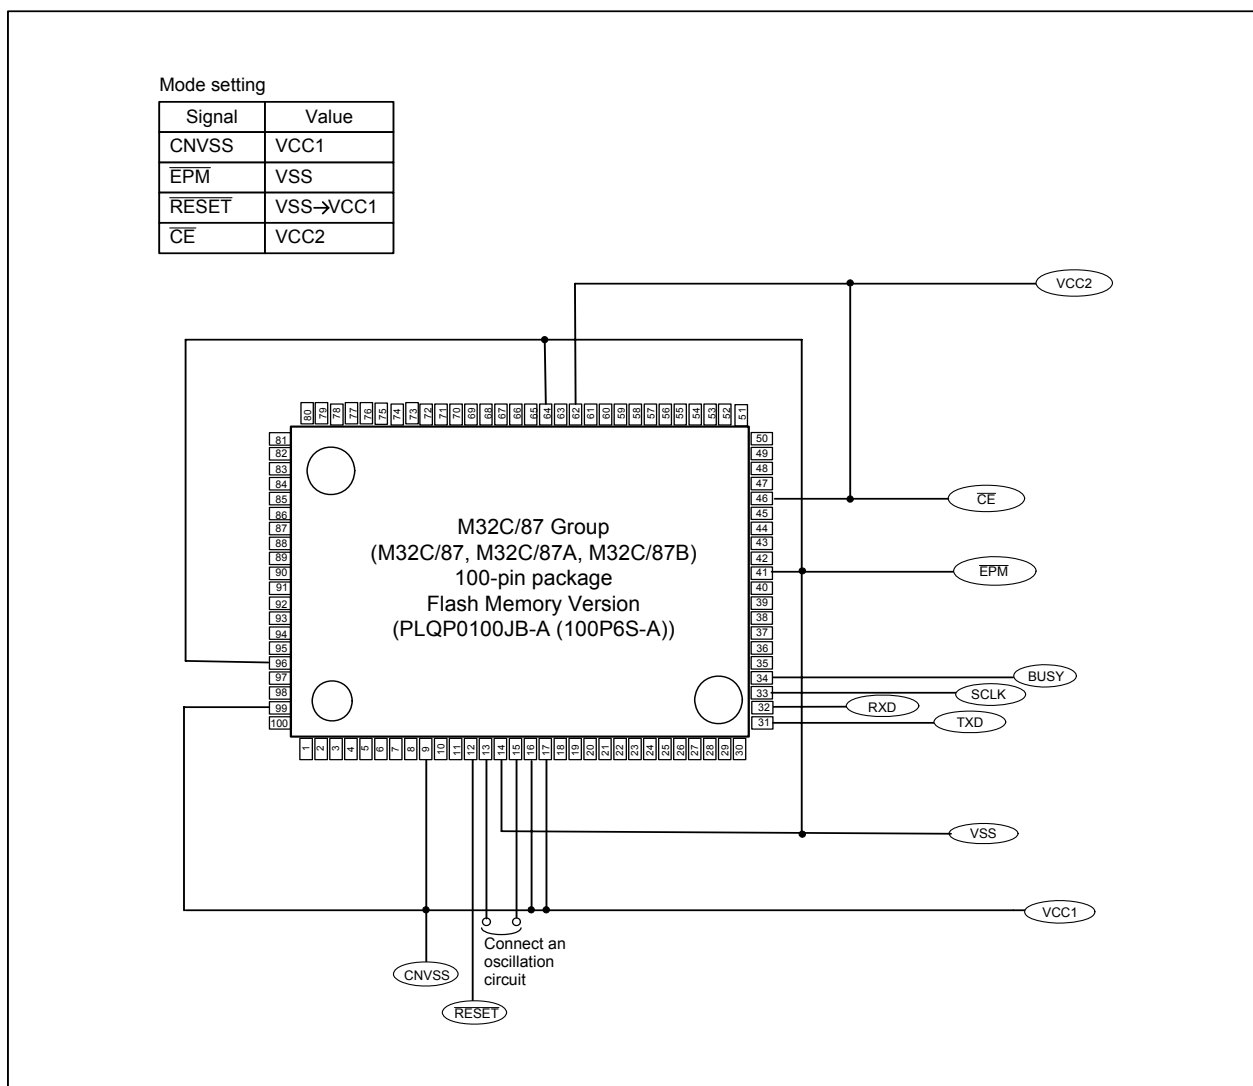 Mode setting
Signal Value
CNVSS VCC1
EPM VSS
RESET VSS→VCC1
CE VCC2
VCC2
80 79 78 77 76 75 74 73 72 71 70 69 68 67 66 65 64 63 62 61 60 59 58 57 56 55 54 53 52 51
81 50
82 49
83 48
84 47
85 46
CE
86 45
87 44
88 43
89 42
90 41
EPM
91 40
92 39
93 38
94 37
95 36
96 35
97 34
BUSY
98 33
SCLK
99 32
RXD
100 31
TXD
M32C/87 Group
(M32C/87, M32C/87A, M32C/87B)
100-pin package
Flash Memory Version
(PLQP0100JB-A (100P6S-A))
1 2 3 4 5 6 7 8 9 10 11 12 13 14 15 16 17 18 19 20 21 22 23 24 25 26 27 28 29 30
VSS
VCC1
Connect an
oscillation
circuit
CNVSS
RESET